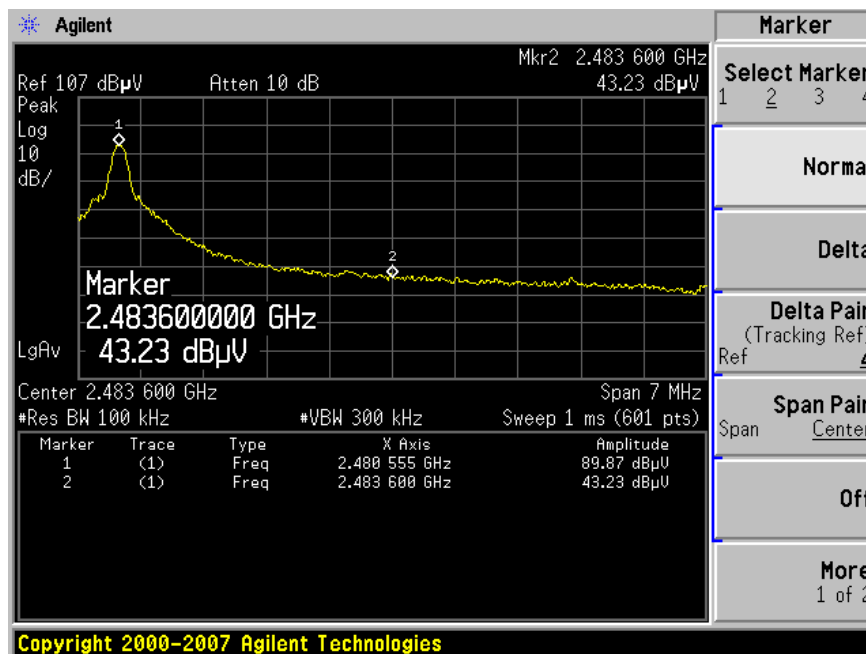 Agilent
Marker
Mkr2 2.483 600 GHz
Ref 107 dBµV Atten 10 dB 43.23 dBµV
Peak
Log
10
dB/
1
2
Marker
2.483600000 GHz
43.23 dBµV
LgAv
Center 2.483 600 GHz Span 7 MHz
#Res BW 100 kHz #VBW 300 kHz Sweep 1 ms (601 pts)
Marker Trace Type X Axis Amplitude
1 (1) Freq 2.480 555 GHz 89.87 dBµV
2 (1) Freq 2.483 600 GHz 43.23 dBµV
Select Marker
1 2 3 4
Norma
Delta
Delta Pair
(Tracking Ref)
Ref
Span Pair
Span Center
Off
More
1 of 2
Copyright 2000-2007 Agilent Technologies